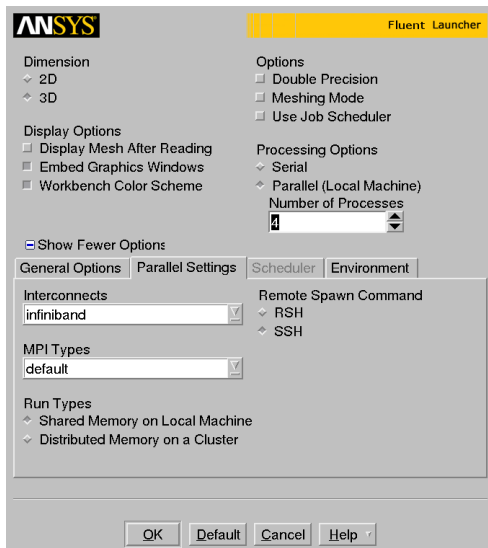 ANSYS
Fluent Launcher
Dimension
2D
3D
Display Options
Display Mesh After Reading
Embed Graphics Windows
Workbench Color Scheme
Options
Double Precision
Meshing Mode
Use Job Scheduler
Processing Options
Serial
Parallel (Local Machine)
Number of Processes
4
Show Fewer Options
General Options Parallel Settings Scheduler Environment
Interconnects
infiniband
MPI Types
default
Run Types
Shared Memory on Local Machine
Distributed Memory on a Cluster
Remote Spawn Command
RSH
SSH
OK Default Cancel Help